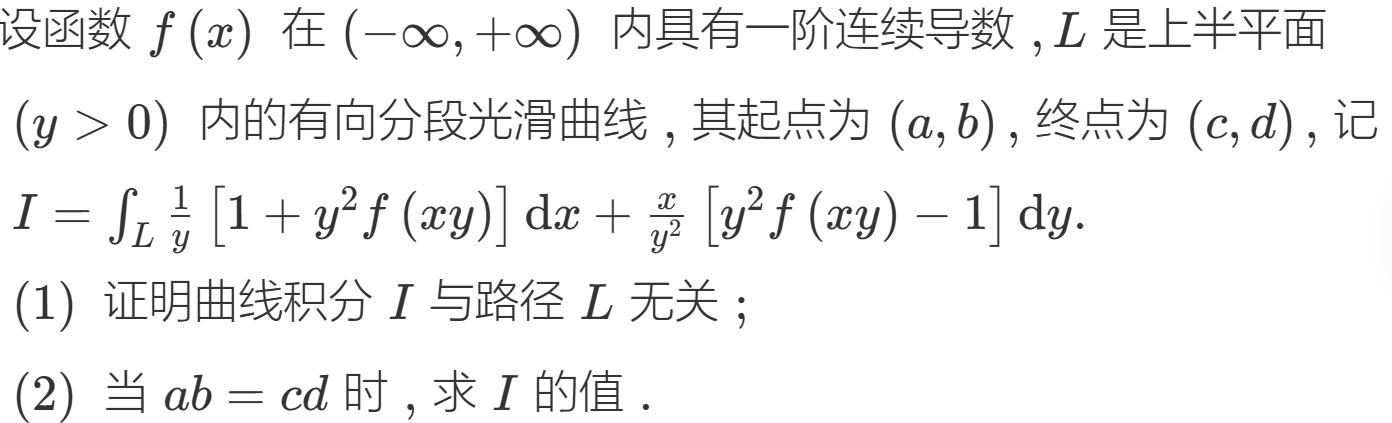 设函数 f (x) 在 (−∞, +∞) 内具有一阶连续导数 , L 是上半平面
(y > 0) 内的有向分段光滑曲线 , 其起点为 (a, b) , 终点为 (c, d) , 记
I = ∫_L 1/y [1 + y² f (xy)] dx + x/y² [y² f (xy) − 1] dy.
(1) 证明曲线积分 I 与路径 L 无关 ;
(2) 当 ab = cd 时 , 求 I 的值 .